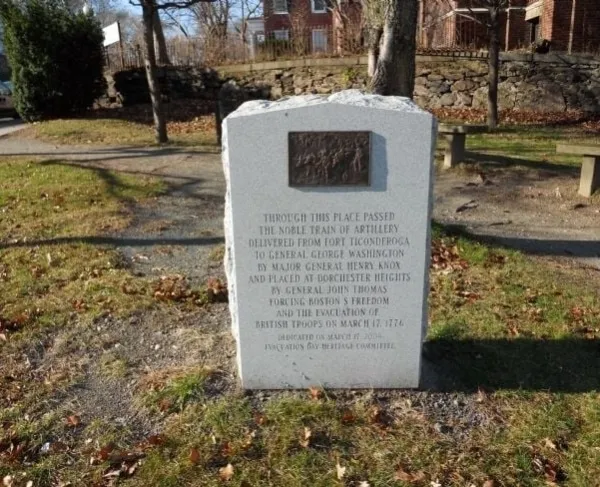 THROUGH THIS PLACE PASSED
THE NOBLE TRAIN OF ARTILLERY
DELIVERED FROM FORT TICONDEROGA
TO GENERAL GEORGE WASHINGTON
BY MAJOR GENERAL HENRY KNOX
AND PLACED AT DORCHESTER HEIGHTS
BY GENERAL JOHN THOMAS
FORCING BOSTON'S FREEDOM
AND THE EVACUATION OF
BRITISH TROOPS ON MARCH 17, 1776
DEDICATED ON MARCH 17,
EVACUATION DAY HERITAGE COMMITTEE